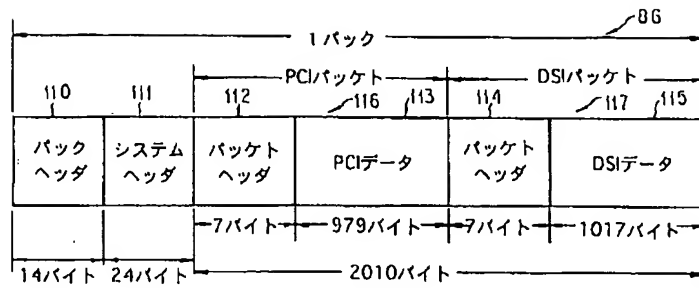 86
1パック
PCIパケット
DSIパケット
110
111
112
116
113
114
117
115
パック
ヘッダ
システム
ヘッダ
パケット
ヘッダ
PCIデータ
パケット
ヘッダ
DSIデータ
7バイト
979バイト
7バイト
1017バイト
14バイト
24バイト
2010バイト